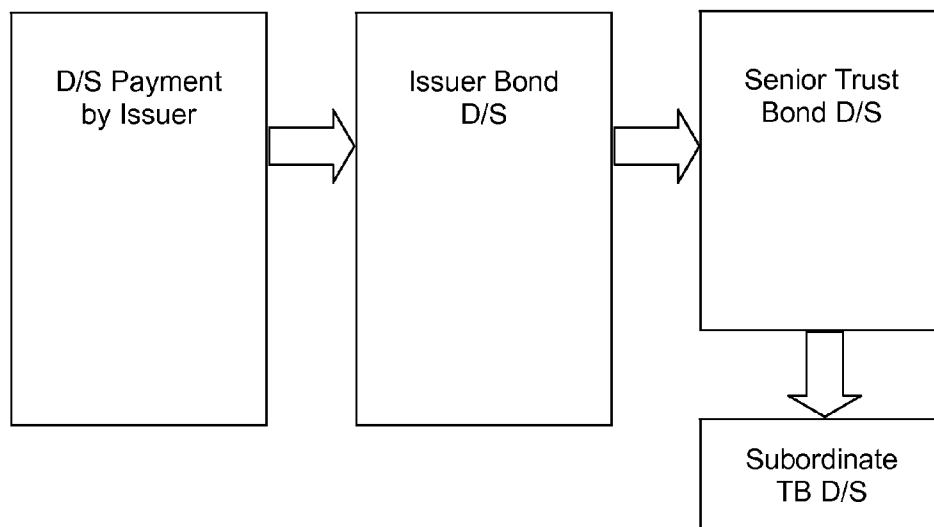 D/S Payment
by Issuer
Issuer Bond
D/S
Senior Trust
Bond D/S
Subordinate
TB D/S